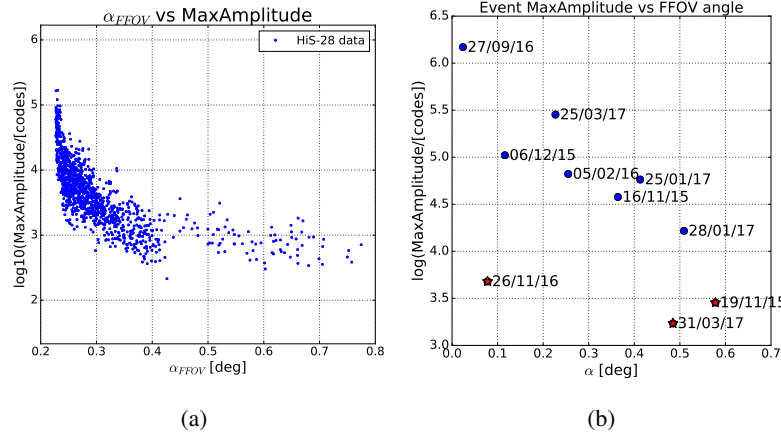 α_FFOV vs MaxAmplitude
HiS-28 data
log10(MaxAmplitude/[codes])
6
5
4
3
2
0.2 0.3 0.4 0.5 0.6 0.7 0.8
α_FFOV [deg]
(a)
Event MaxAmplitude vs FFOV angle
log(MaxAmplitude/[codes])
6.5
6.0
5.5
5.0
4.5
4.0
3.5
3.0
27/09/16
25/03/17
06/12/15
05/02/16
25/01/17
16/11/15
28/01/17
26/11/16
19/11/15
31/03/17
0.0 0.1 0.2 0.3 0.4 0.5 0.6 0.7
α [deg]
(b)